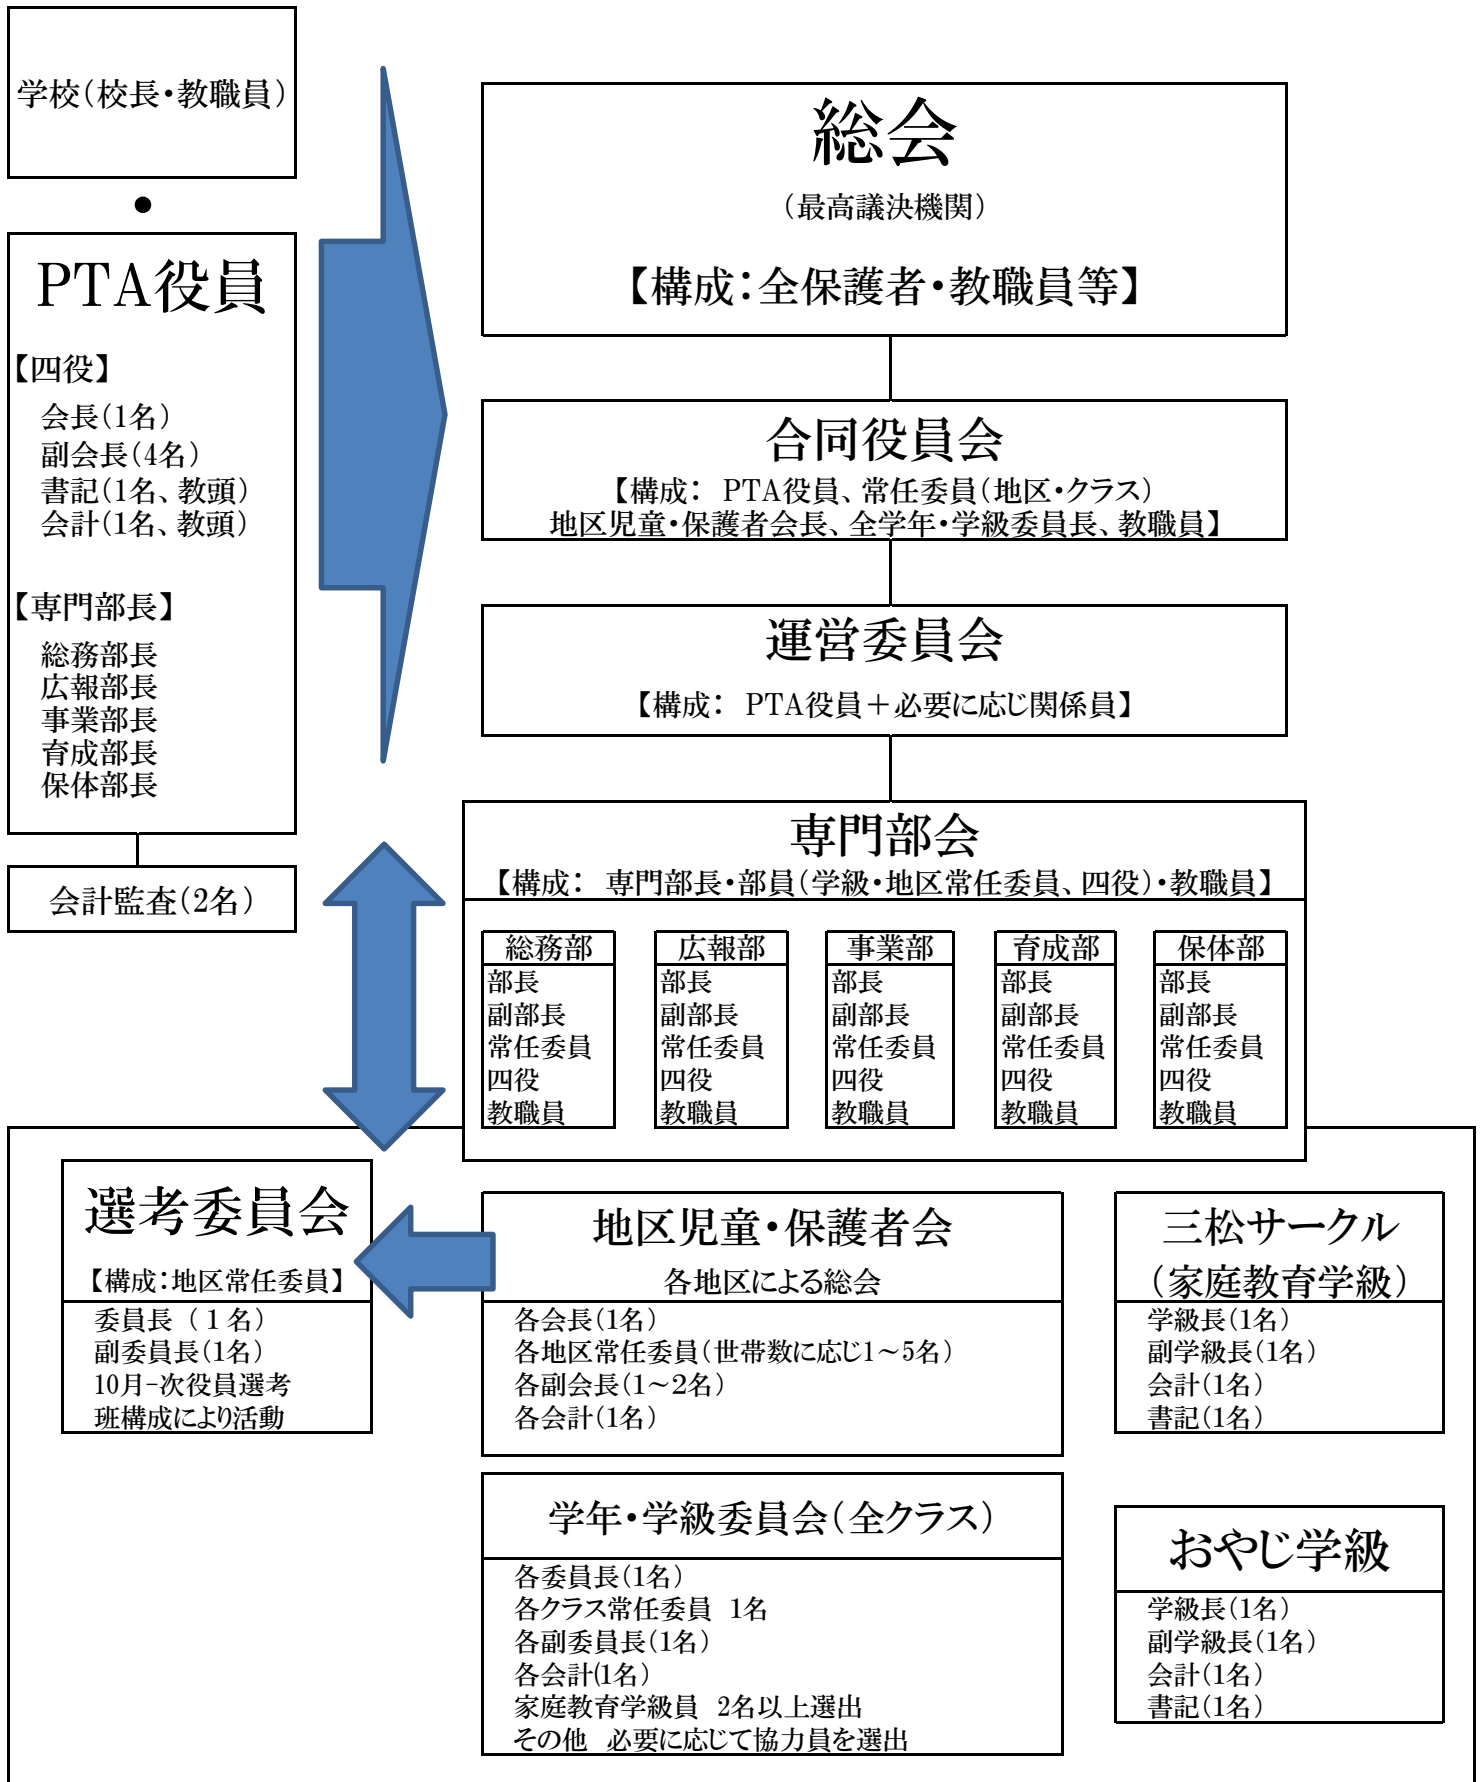 学校（校長・教職員）
●
PTA役員
【四役】
会長（1名）
副会長（4名）
書記（1名、教頭）
会計（1名、教頭）
【専門部長】
総務部長
広報部長
事業部長
育成部長
保体部長
会計監査（2名）
総会
（最高議決機関）
【構成：全保護者・教職員等】
合同役員会
【構成： PTA役員、常任委員（地区・クラス）
地区児童・保護者会長、全学年・学級委員長、教職員】
運営委員会
【構成： PTA役員＋必要に応じ関係員】
専門部会
【構成： 専門部長・部員（学級・地区常任委員、四役）・教職員】
総務部
部長
副部長
常任委員
四役
教職員
広報部
部長
副部長
常任委員
四役
教職員
事業部
部長
副部長
常任委員
四役
教職員
育成部
部長
副部長
常任委員
四役
教職員
保体部
部長
副部長
常任委員
四役
教職員
選考委員会
【構成：地区常任委員】
委員長（１名）
副委員長（1名）
10月-次役員選考
班構成により活動
地区児童・保護者会
各地区による総会
各会長（1名）
各地区常任委員（世帯数に応じ1～5名）
各副会長（1～2名）
各会計（1名）
三松サークル
（家庭教育学級）
学級長（1名）
副学級長（1名）
会計（1名）
書記（1名）
学年・学級委員会（全クラス）
各委員長（1名）
各クラス常任委員 1名
各副委員長（1名）
各会計(1名）
家庭教育学級員 2名以上選出
その他 必要に応じて協力員を選出
おやじ学級
学級長（1名）
副学級長（1名）
会計（1名）
書記（1名）